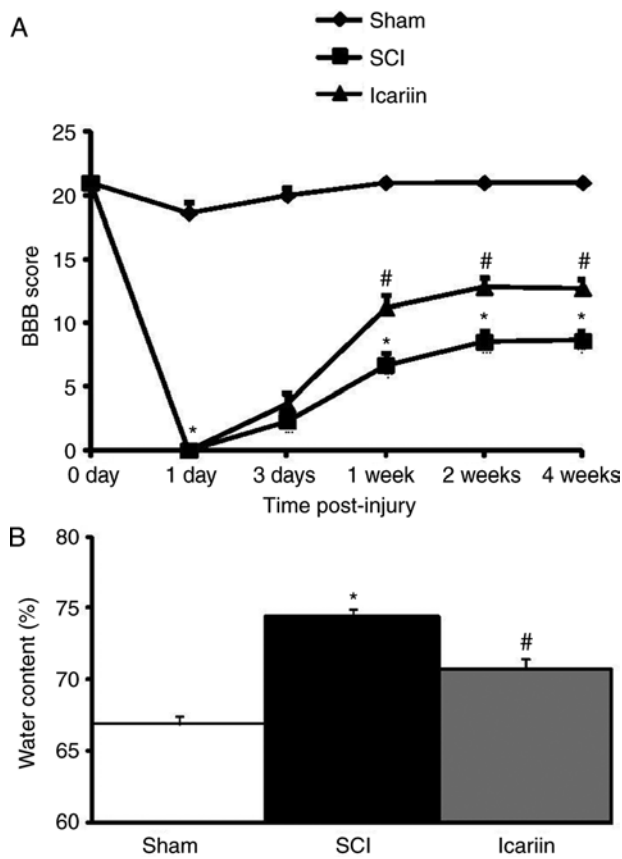 A
Sham
SCI
Icariin
25
20
15
10
5
0
BBB score
#
#
#
*
*
*
*
0 day
1 day
3 days
1 week
2 weeks
4 weeks
Time post-injury
B
80
75
70
65
60
Water content (%)
*
#
Sham
SCI
Icariin